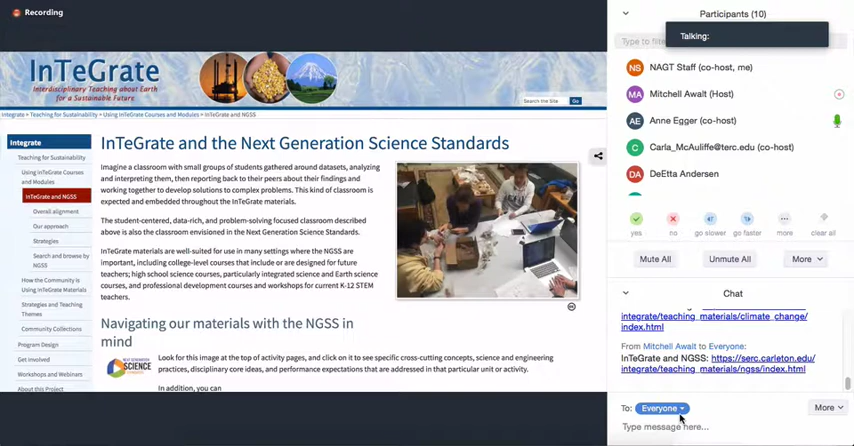 Recording
InTeGrate
Interdisciplinary Teaching about Earth
for a Sustainable Future
Search the Site
Go
Integrate > Teaching for Sustainability > Using InTeGrate Courses and Modules > InTeGrate and NGSS
Integrate
Teaching for Sustainability
Using InTeGrate Courses
and Modules
InTeGrate and NGSS
Overall alignment
Our approach
Strategies
Search and browse by
NGSS
How the Community is
Using InTeGrate Materials
Strategies and Teaching
Themes
Community Collections
Program Design
Get Involved
Workshops and Webinars
About this Project
InTeGrate and the Next Generation Science Standards
Imagine a classroom with small groups of students gathered around datasets, analyzing
and interpreting them, then reporting back to their peers about their findings and
working together to develop solutions to complex problems. This kind of classroom is
expected and embedded throughout the InTeGrate materials.
The student-centered, data-rich, and problem-solving focused classroom described
above is also the classroom envisioned in the Next Generation Science Standards.
InTeGrate materials are well-suited for use in many settings where the NGSS are
important, including college-level courses that include or are designed for future
teachers; high school science courses, particularly integrated science and Earth science
courses, and professional development courses and workshops for current K-12 STEM
teachers.
Navigating our materials with the NGSS in
mind
NEXT GENERATION
SCIENCE
Look for this image at the top of activity pages, and click on it to see specific cross-cutting concepts, science and engineering
practices, disciplinary core ideas, and performance expectations that are addressed in that particular unit or activity.
In addition, you can
Participants (10)
Type to filte
Talking:
NS
NAGT Staff (co-host, me)
MA
Mitchell Awalt (Host)
AE
Anne Egger (co-host)
C
Carla_McAuliffe@terc.edu (co-host)
DA
DeEtta Andersen
yes
no
go slower
go faster
more
clear all
Mute All
Unmute All
More
Chat
integrate/teaching_materials/climate_change/
index.html
From Mitchell Awalt to Everyone:
InTeGrate and NGSS: https://serc.carleton.edu/
integrate/teaching_materials/ngss/index.html
To: Everyone
More
Type message here...